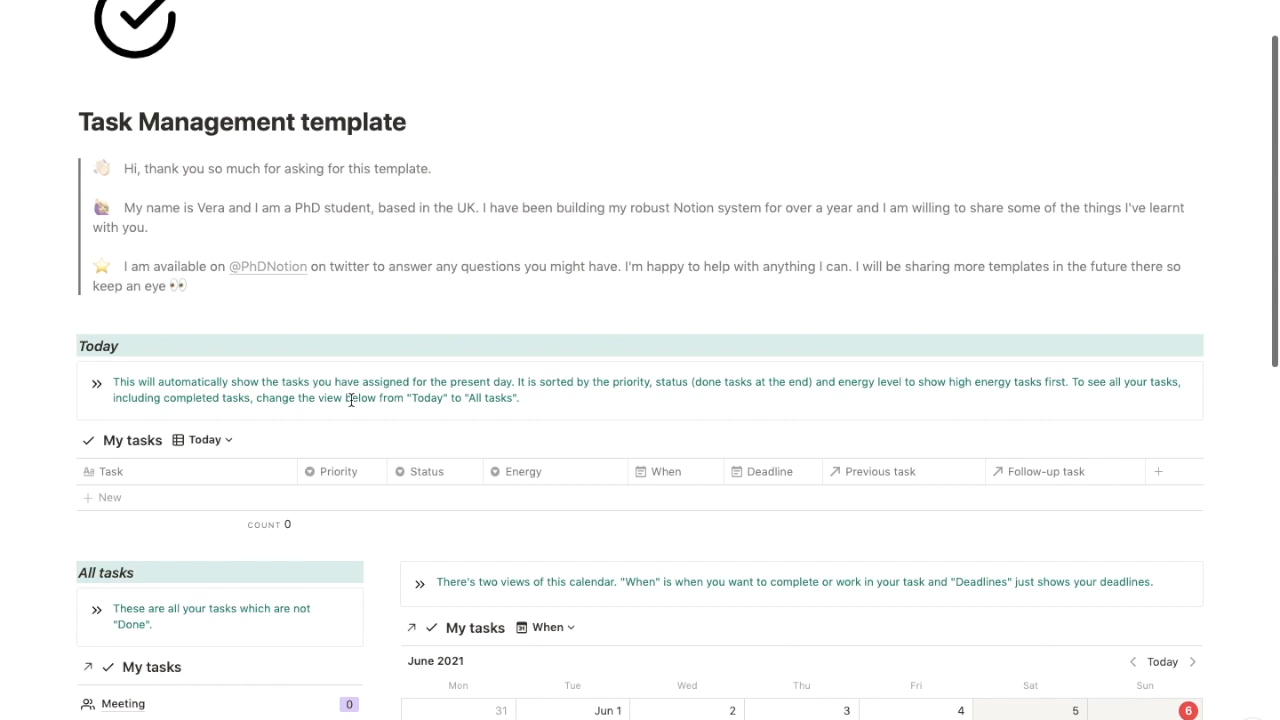 Task Management template
Hi, thank you so much for asking for this template.
My name is Vera and I am a PhD student, based in the UK. I have been building my robust Notion system for over a year and I am willing to share some of the things I've learnt
with you.
I am available on @PhDNotion on twitter to answer any questions you might have. I'm happy to help with anything I can. I will be sharing more templates in the future there so
keep an eye 👀
Today
This will automatically show the tasks you have assigned for the present day. It is sorted by the priority, status (done tasks at the end) and energy level to show high energy tasks first. To see all your tasks,
including completed tasks, change the view below from "Today" to "All tasks".
My tasks Today
Aa Task Priority Status Energy When Deadline Previous task Follow-up task +
+ New
COUNT 0
All tasks
These are all your tasks which are not
"Done".
My tasks
Meeting 0
There's two views of this calendar. "When" is when you want to complete or work in your task and "Deadlines" just shows your deadlines.
My tasks When
June 2021 Today
Mon Tue Wed Thu Fri Sat Sun
31 Jun 1 2 3 4 5 6